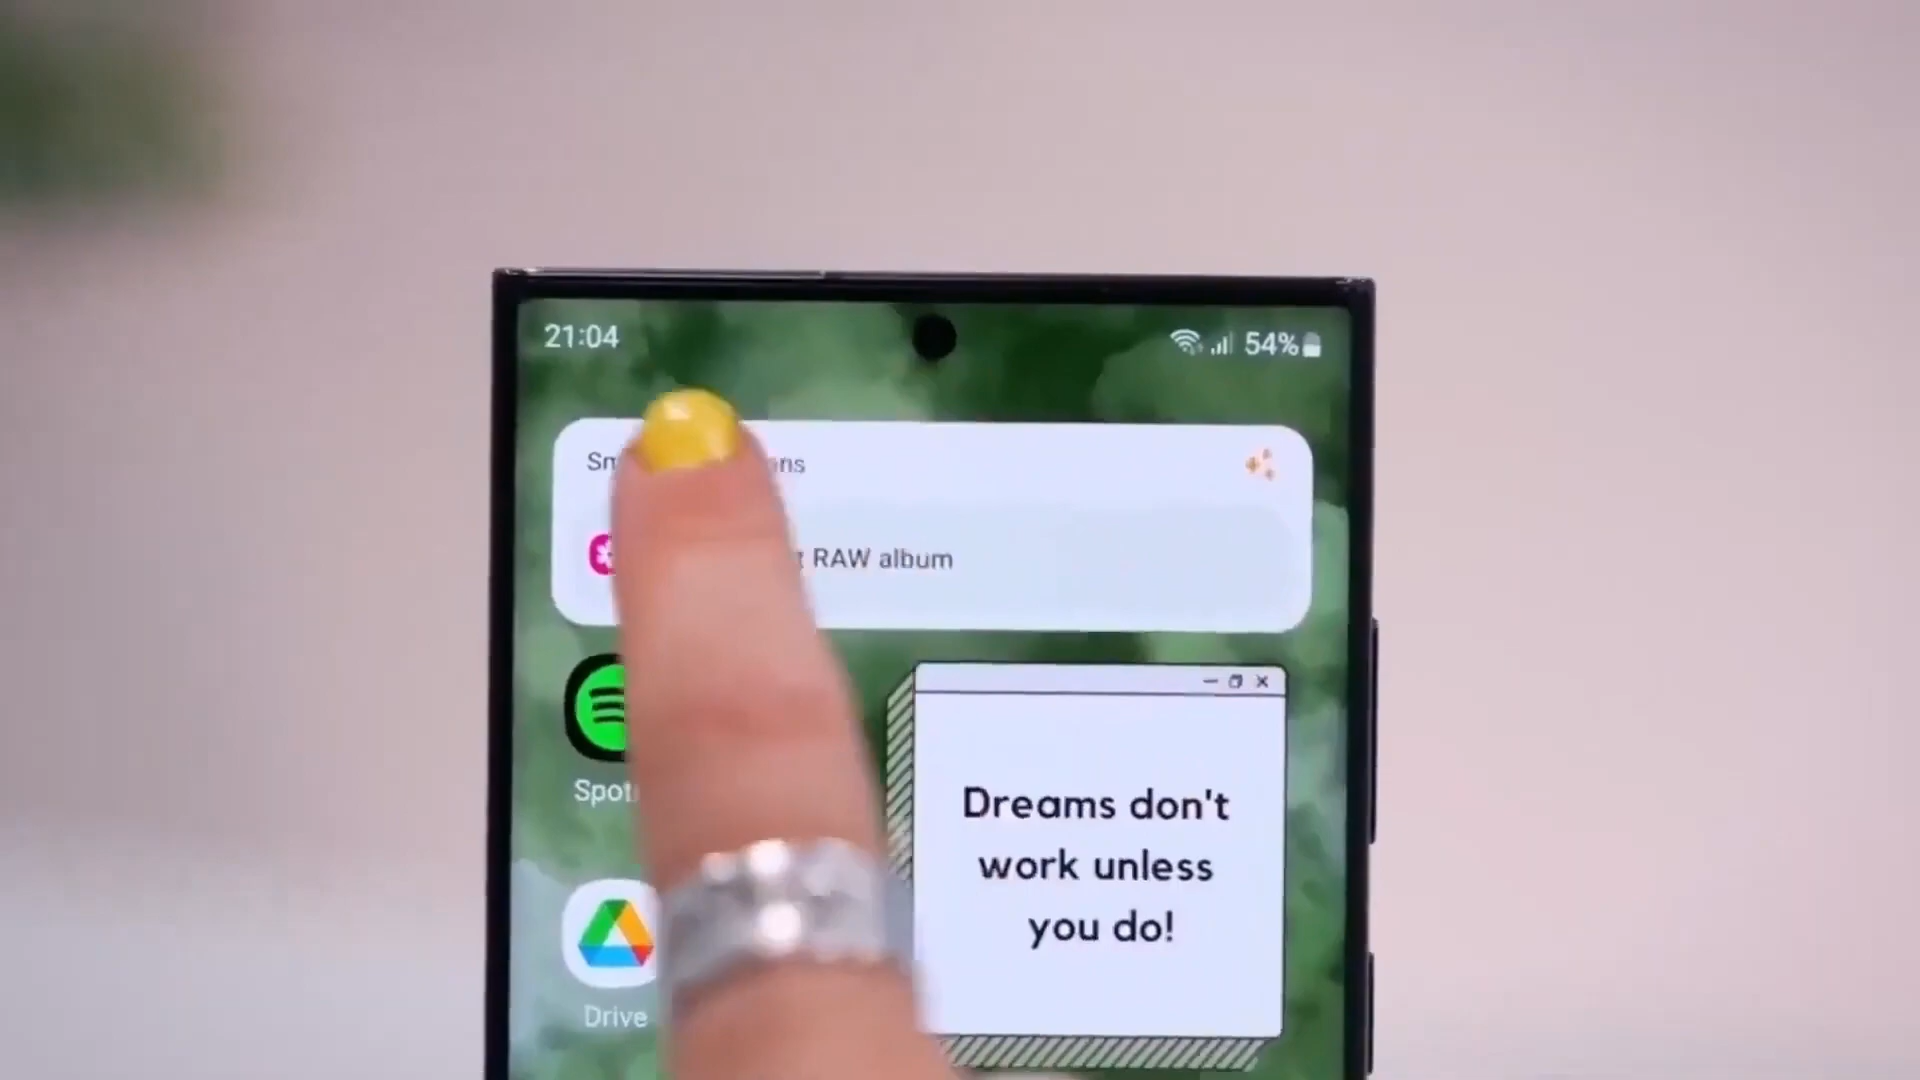 21:04
54%
RAW album
Dreams don't
work unless
you do!
Drive